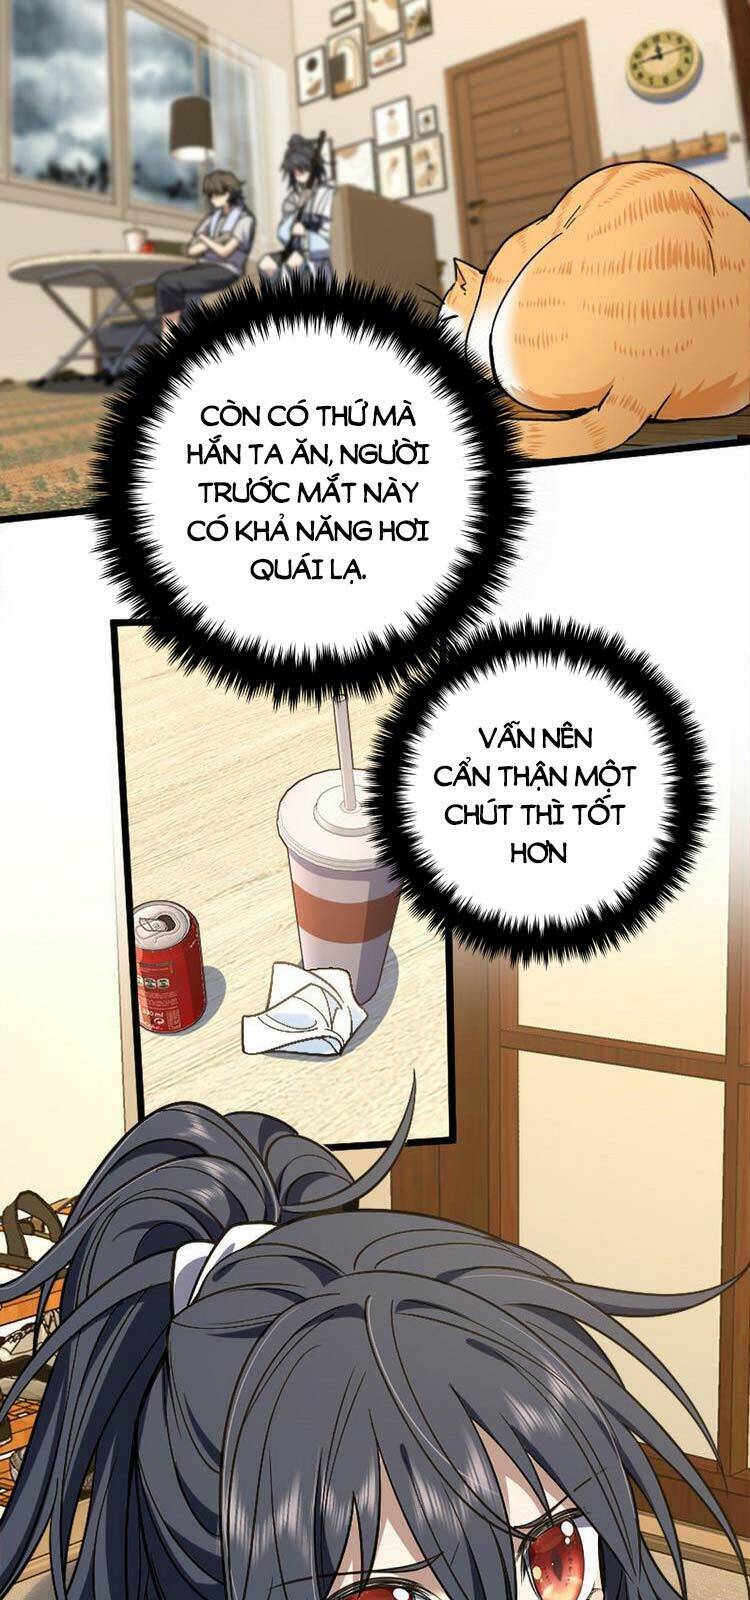 CÒN CÓ THỨ MÀ
HẮN TA ĂN, NGƯỜI
TRƯỚC MẮT NÀY
CÓ KHẢ NĂNG HƠI
QUÁI LẠ.
VẪN NÊN
CẨN THẬN MỘT
CHÚT THÌ TỐT
HƠN